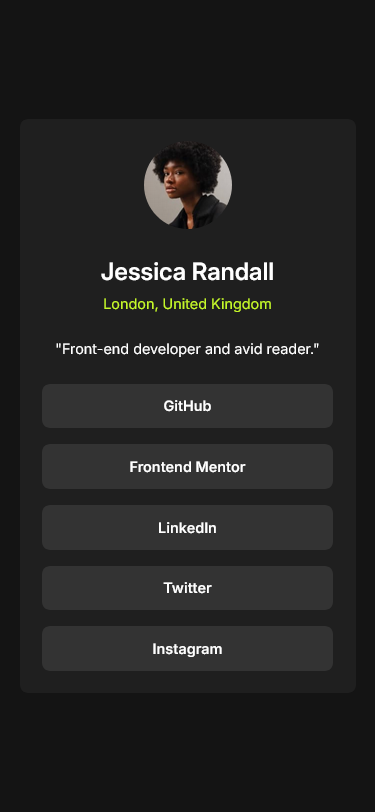 Jessica Randall
London, United Kingdom
"Front-end developer and avid reader."
GitHub
Frontend Mentor
LinkedIn
Twitter
Instagram